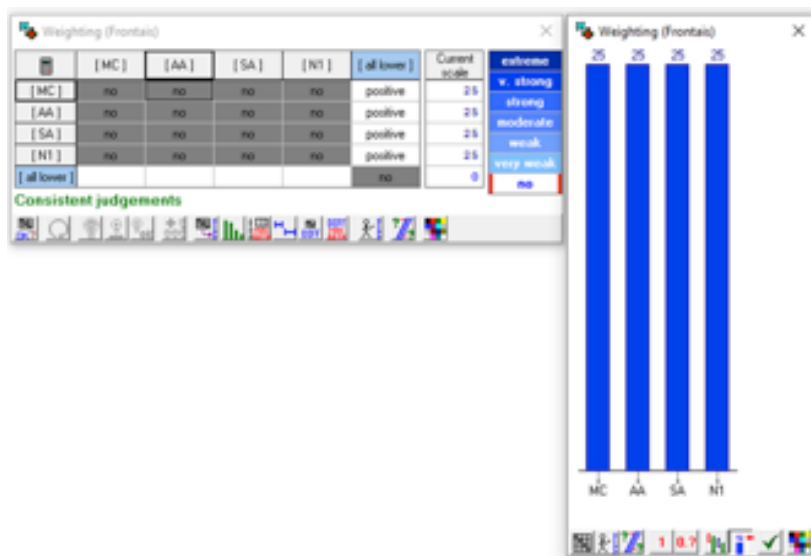 Weighting (Frontais)
[ MC ] [ AA ] [ SA ] [ N1 ] [ all lower ] Current scale
[ MC ] no no no no positive 25
[ AA ] no no no no positive 25
[ SA ] no no no no positive 25
[ N1 ] no no no no positive 25
[ all lower ] no 0
Consistent judgements
extreme
v. strong
strong
moderate
weak
very weak
no
Weighting (Frontais)
25 25 25 25
MC AA SA N1
1 0.?